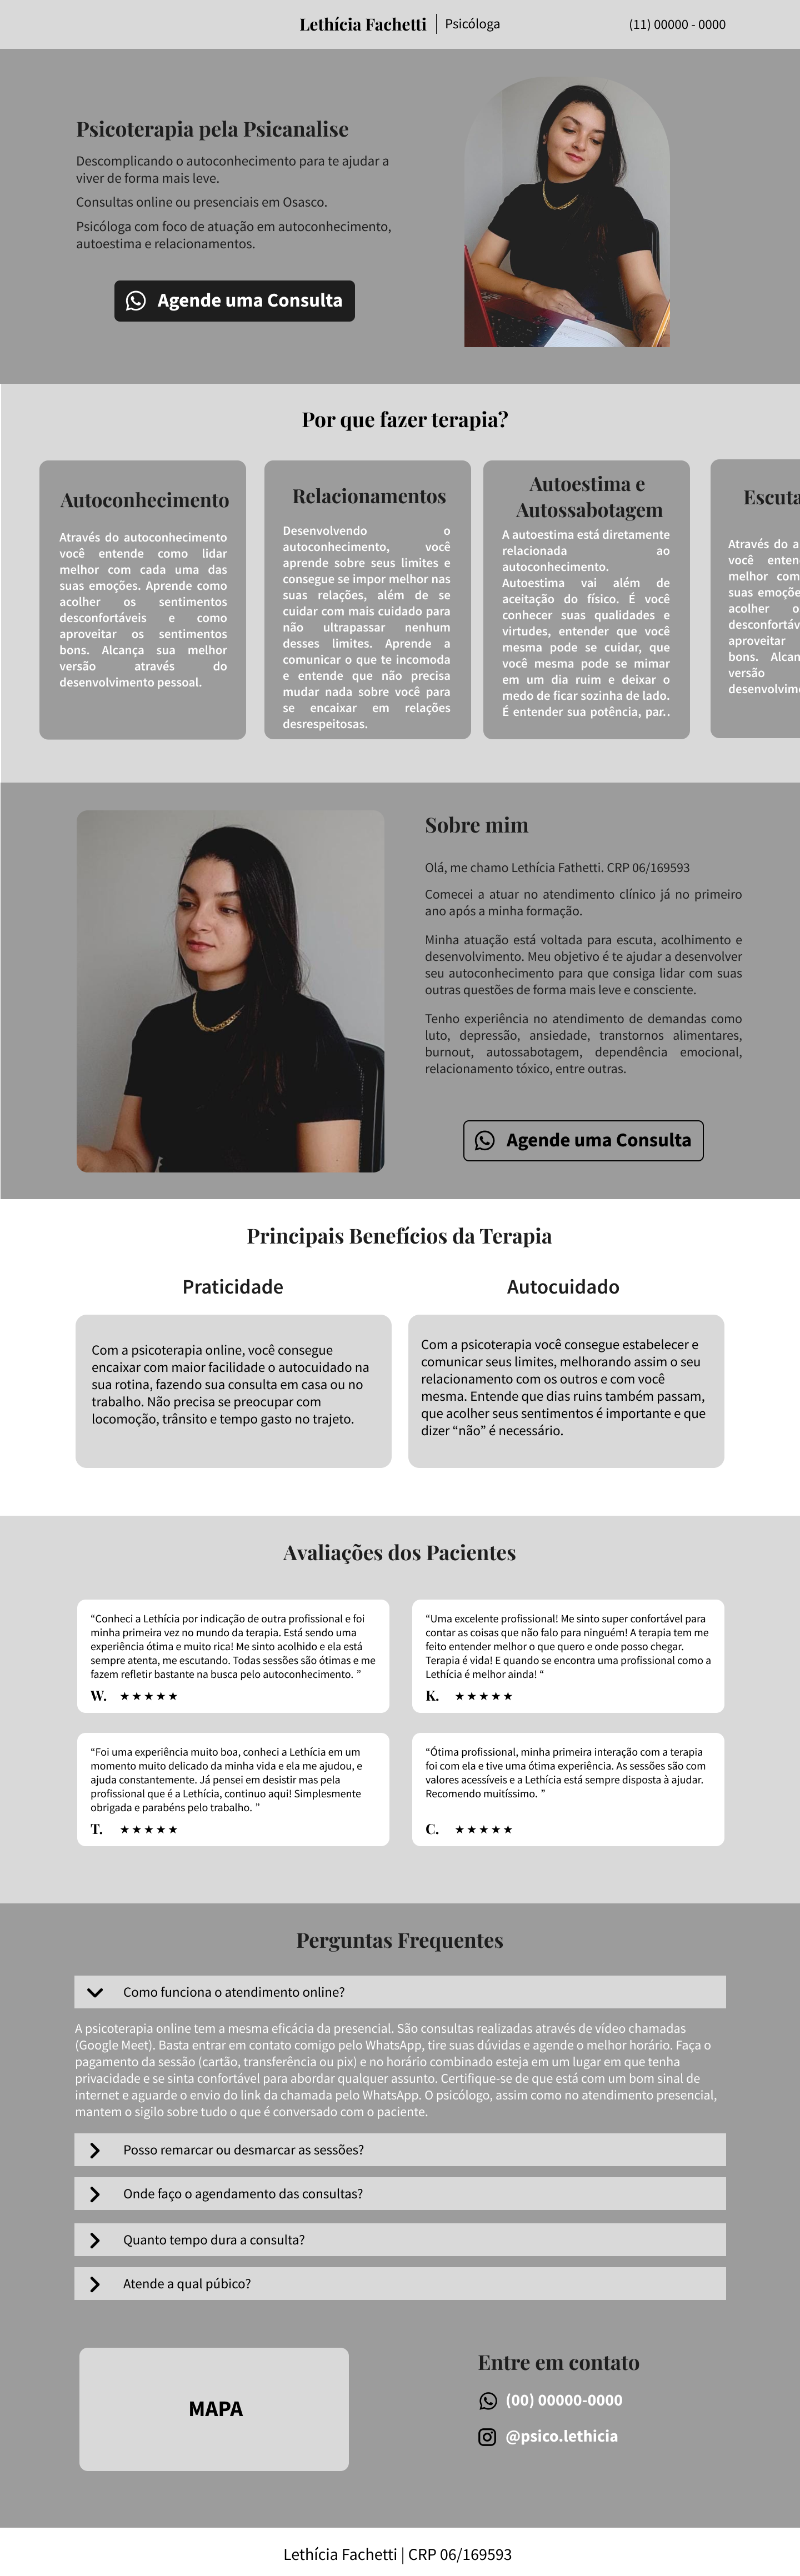 Lethícia Fachetti | Psicóloga
(11) 00000 - 0000
Psicoterapia pela Psicanalise
Descomplicando o autoconhecimento para te ajudar a
viver de forma mais leve.
Consultas online ou presenciais em Osasco.
Psicóloga com foco de atuação em autoconhecimento,
autoestima e relacionamentos.
Agende uma Consulta
Por que fazer terapia?
Autoconhecimento
Através do autoconhecimento
você entende como lidar
melhor com cada uma das
suas emoções. Aprende como
acolher os sentimentos
desconfortáveis e como
aproveitar os sentimentos
bons. Alcança sua melhor
versão através do
desenvolvimento pessoal.
Relacionamentos
Desenvolvendo o
autoconhecimento, você
aprende sobre seus limites e
consegue se impor melhor nas
suas relações, além de se
cuidar com mais cuidado para
não ultrapassar nenhum
desses limites. Aprende a
comunicar o que te incomoda
e entende que não precisa
mudar nada sobre você para
se encaixar em relações
desrespeitosas.
Autoestima e
Autossabotagem
A autoestima está diretamente
relacionada ao
autoconhecimento.
Autoestima vai além de
aceitação do físico. É você
conhecer suas qualidades e
virtudes, entender que você
mesma pode se cuidar, que
você mesma pode se mimar
em um dia ruim e deixar o
medo de ficar sozinha de lado.
É entender sua potência, par..
Escuta
Através do a
você enten
melhor com
suas emoçõe
acolher o
desconfortáv
aproveitar
bons. Alcan
versão
desenvolvim
Sobre mim
Olá, me chamo Lethícia Fathetti. CRP 06/169593
Comecei a atuar no atendimento clínico já no primeiro
ano após a minha formação.
Minha atuação está voltada para escuta, acolhimento e
desenvolvimento. Meu objetivo é te ajudar a desenvolver
seu autoconhecimento para que consiga lidar com suas
outras questões de forma mais leve e consciente.
Tenho experiência no atendimento de demandas como
luto, depressão, ansiedade, transtornos alimentares,
burnout, autossabotagem, dependência emocional,
relacionamento tóxico, entre outras.
Agende uma Consulta
Principais Benefícios da Terapia
Praticidade
Com a psicoterapia online, você consegue
encaixar com maior facilidade o autocuidado na
sua rotina, fazendo sua consulta em casa ou no
trabalho. Não precisa se preocupar com
locomoção, trânsito e tempo gasto no trajeto.
Autocuidado
Com a psicoterapia você consegue estabelecer e
comunicar seus limites, melhorando assim o seu
relacionamento com os outros e com você
mesma. Entende que dias ruins também passam,
que acolher seus sentimentos é importante e que
dizer “não” é necessário.
Avaliações dos Pacientes
“Conheci a Lethícia por indicação de outra profissional e foi
minha primeira vez no mundo da terapia. Está sendo uma
experiência ótima e muito rica! Me sinto acolhido e ela está
sempre atenta, me escutando. Todas sessões são ótimas e me
fazem refletir bastante na busca pelo autoconhecimento. ”
W. ★★★★★
“Uma excelente profissional! Me sinto super confortável para
contar as coisas que não falo para ninguém! A terapia tem me
feito entender melhor o que quero e onde posso chegar.
Terapia é vida! E quando se encontra uma profissional como a
Lethícia é melhor ainda! “
K. ★★★★★
“Foi uma experiência muito boa, conheci a Lethícia em um
momento muito delicado da minha vida e ela me ajudou, e
ajuda constantemente. Já pensei em desistir mas pela
profissional que é a Lethícia, continuo aqui! Simplesmente
obrigada e parabéns pelo trabalho. ”
T. ★★★★★
“Ótima profissional, minha primeira interação com a terapia
foi com ela e tive uma ótima experiência. As sessões são com
valores acessíveis e a Lethícia está sempre disposta à ajudar.
Recomendo muitíssimo. ”
C. ★★★★★
Perguntas Frequentes
Como funciona o atendimento online?
A psicoterapia online tem a mesma eficácia da presencial. São consultas realizadas através de vídeo chamadas
(Google Meet). Basta entrar em contato comigo pelo WhatsApp, tire suas dúvidas e agende o melhor horário. Faça o
pagamento da sessão (cartão, transferência ou pix) e no horário combinado esteja em um lugar em que tenha
privacidade e se sinta confortável para abordar qualquer assunto. Certifique-se de que está com um bom sinal de
internet e aguarde o envio do link da chamada pelo WhatsApp. O psicólogo, assim como no atendimento presencial,
mantem o sigilo sobre tudo o que é conversado com o paciente.
Posso remarcar ou desmarcar as sessões?
Onde faço o agendamento das consultas?
Quanto tempo dura a consulta?
Atende a qual púbico?
MAPA
Entre em contato
(00) 00000-0000
@psico.lethicia
Lethícia Fachetti | CRP 06/169593